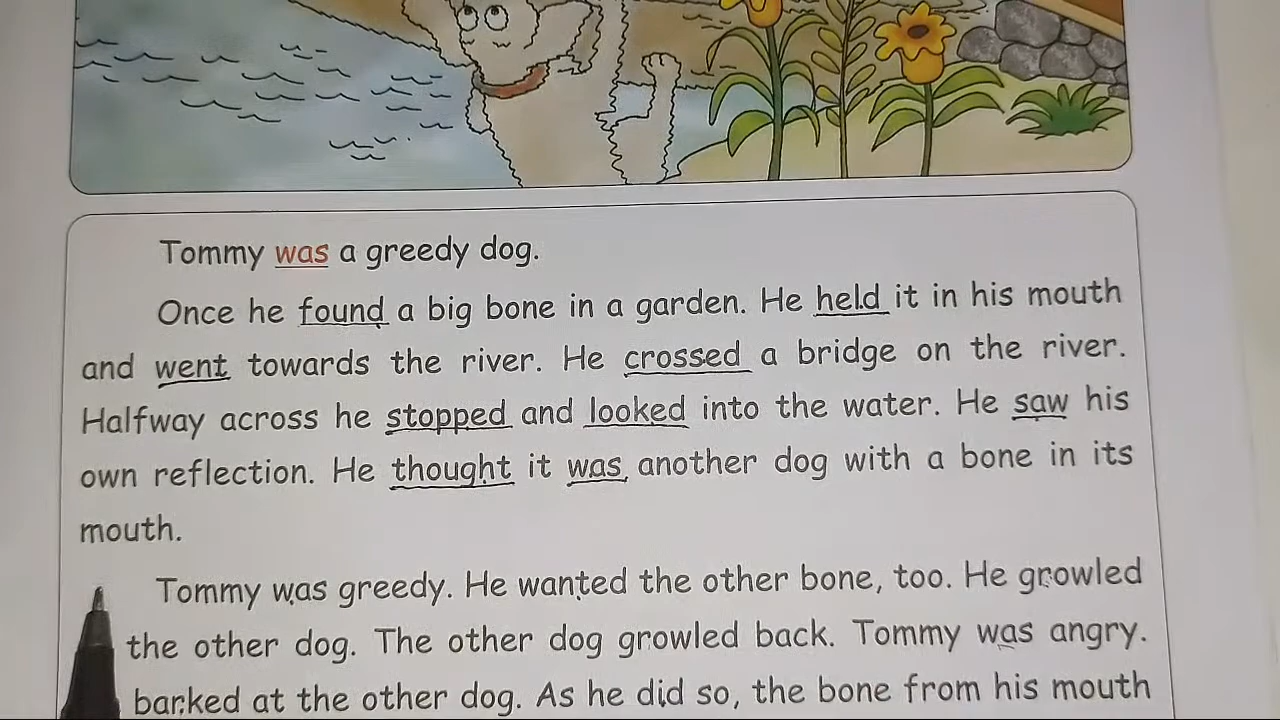 Tommy was a greedy dog.
Once he found a big bone in a garden. He held it in his mouth
and went towards the river. He crossed a bridge on the river.
Halfway across he stopped and looked into the water. He saw his
own reflection. He thought it was another dog with a bone in its
mouth.
Tommy was greedy. He wanted the other bone, too. He growled
the other dog. The other dog growled back. Tommy was angry.
barked at the other dog. As he did so, the bone from his mouth